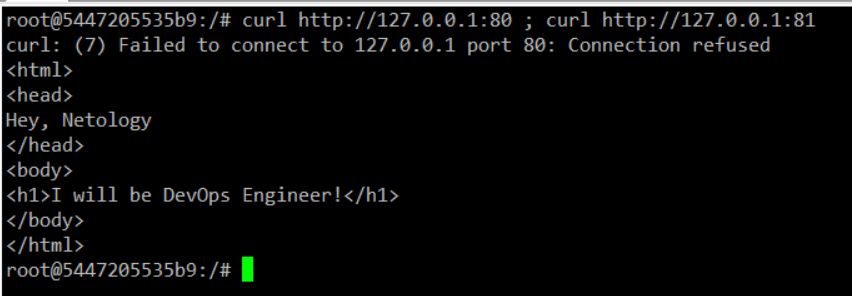 root@5447205535b9:/# curl http://127.0.0.1:80 ; curl http://127.0.0.1:81
curl: (7) Failed to connect to 127.0.0.1 port 80: Connection refused
<html>
<head>
Hey, Netology
</head>
<body>
<h1>I will be DevOps Engineer!</h1>
</body>
</html>
root@5447205535b9:/#